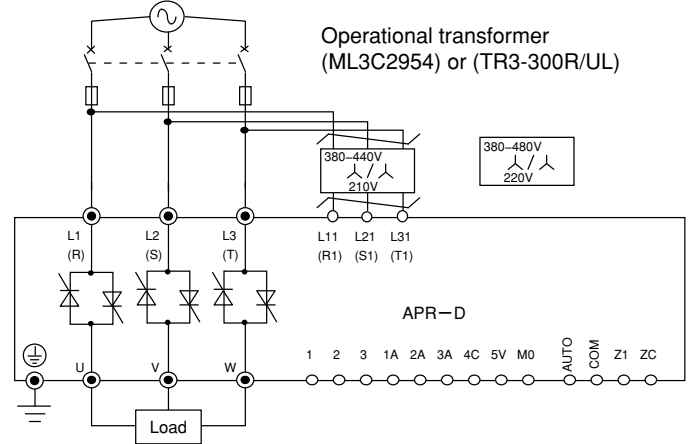 Operational transformer
(ML3C2954) or (TR3-300R/UL)
380–440V
210V
380–480V
220V
L1 L2 L3 L11 L21 L31
(R) (S) (T) (R1) (S1) (T1)
APR–D
1 2 3 1A 2A 3A 4C 5V M0 AUTO COM Z1 ZC
U V W
Load